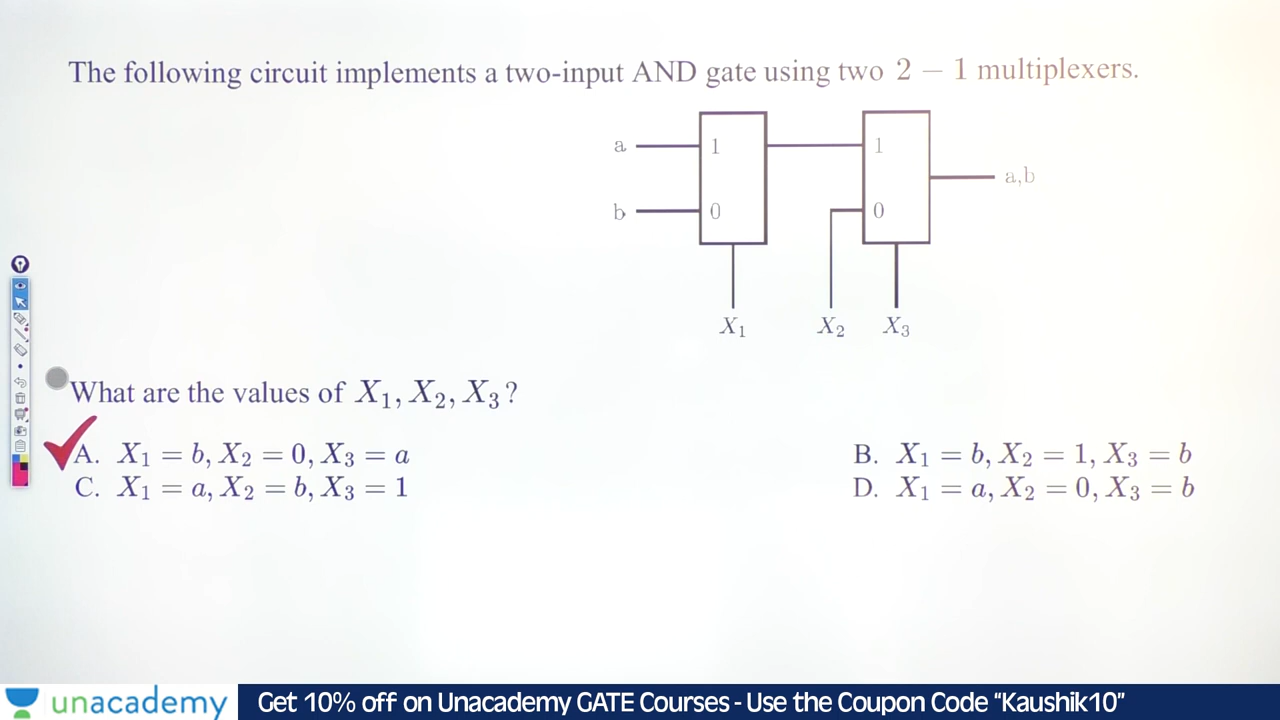 The following circuit implements a two-input AND gate using two 2 − 1 multiplexers.
a 1 1
a,b
b 0 0
X₁ X₂ X₃
What are the values of X₁, X₂, X₃?
A. X₁ = b, X₂ = 0, X₃ = a B. X₁ = b, X₂ = 1, X₃ = b
C. X₁ = a, X₂ = b, X₃ = 1 D. X₁ = a, X₂ = 0, X₃ = b
unacademy Get 10% off on Unacademy GATE Courses - Use the Coupon Code “Kaushik10”